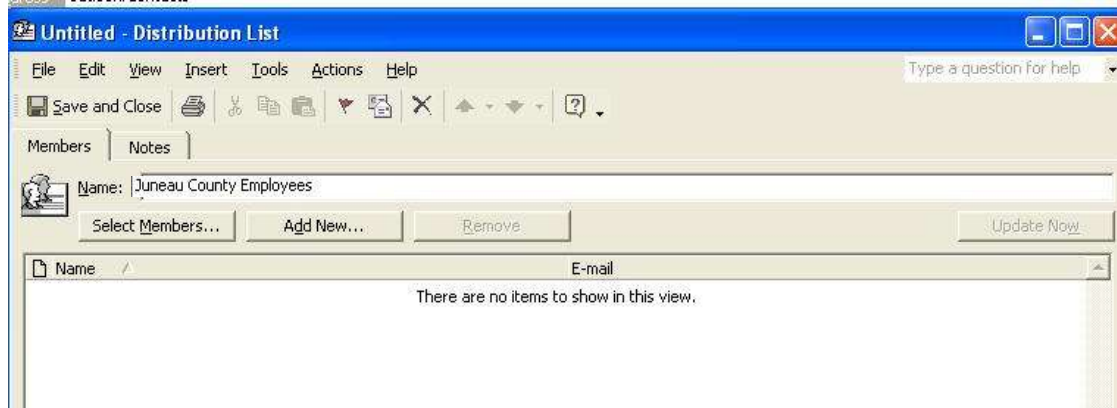 Untitled - Distribution List
File Edit View Insert Tools Actions Help Type a question for help
Save and Close
Members Notes
Name: Juneau County Employees
Select Members... Add New... Remove Update Now
Name E-mail
There are no items to show in this view.